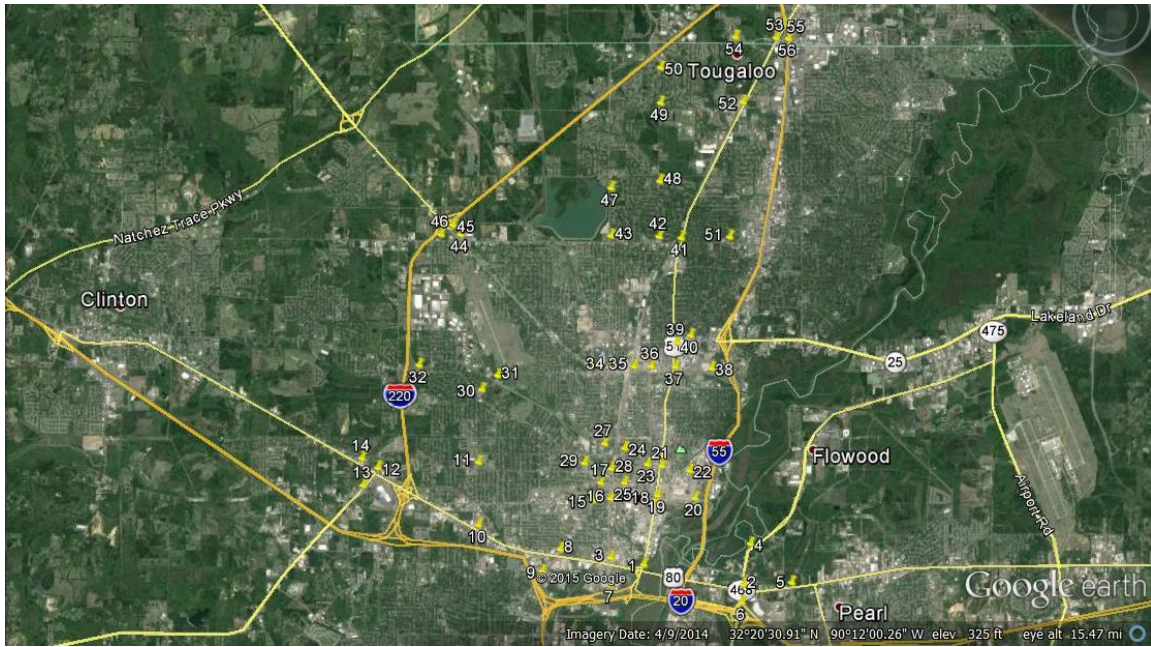 53 55
54 56
50 Tougaloo
49 52
48
47
46 45 43 42 51
44 41
Natchez Trace Pkwy
Clinton
39
40
34 35 36 37 38
Lakeland Dr
475
25
32 31
30
220
27
24 21 55
14 11 29 17 28 23 22 Flowood
13 12
15 16 25 18 19 20
Airport Rd
10
8 3 1 4
9 © 2015 Google 80 2 5
7 20 6 Pearl
Google earth
Imagery Date: 4/9/2014 32°20'30.91" N 90°12'00.26" W elev 325 ft eye alt 15.47 mi